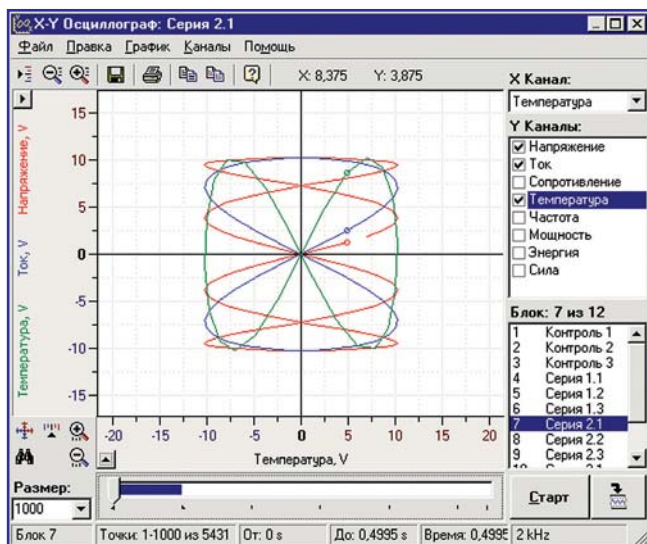 X-Y Осциллограф: Серия 2.1
Файл Правка График Каналы Помощь
X: 8,375 Y: 3,875
X Канал:
Температура
Y Каналы:
Напряжение
Ток
Сопротивление
Температура
Частота
Мощность
Энергия
Сила
Напряжение, V
Ток, V
Температура, V
15
10
5
0
-5
-10
-15
-20 -15 -10 -5 0 5 10 15 20
Температура, V
Блок: 7 из 12
1 Контроль 1
2 Контроль 2
3 Контроль 3
4 Серия 1.1
5 Серия 1.2
6 Серия 1.3
7 Серия 2.1
8 Серия 2.2
9 Серия 2.3
Размер:
1000
Старт
Блок 7 Точки: 1-1000 из 5431 От: 0 s До: 0,4995 s Время: 0,4995 2 kHz